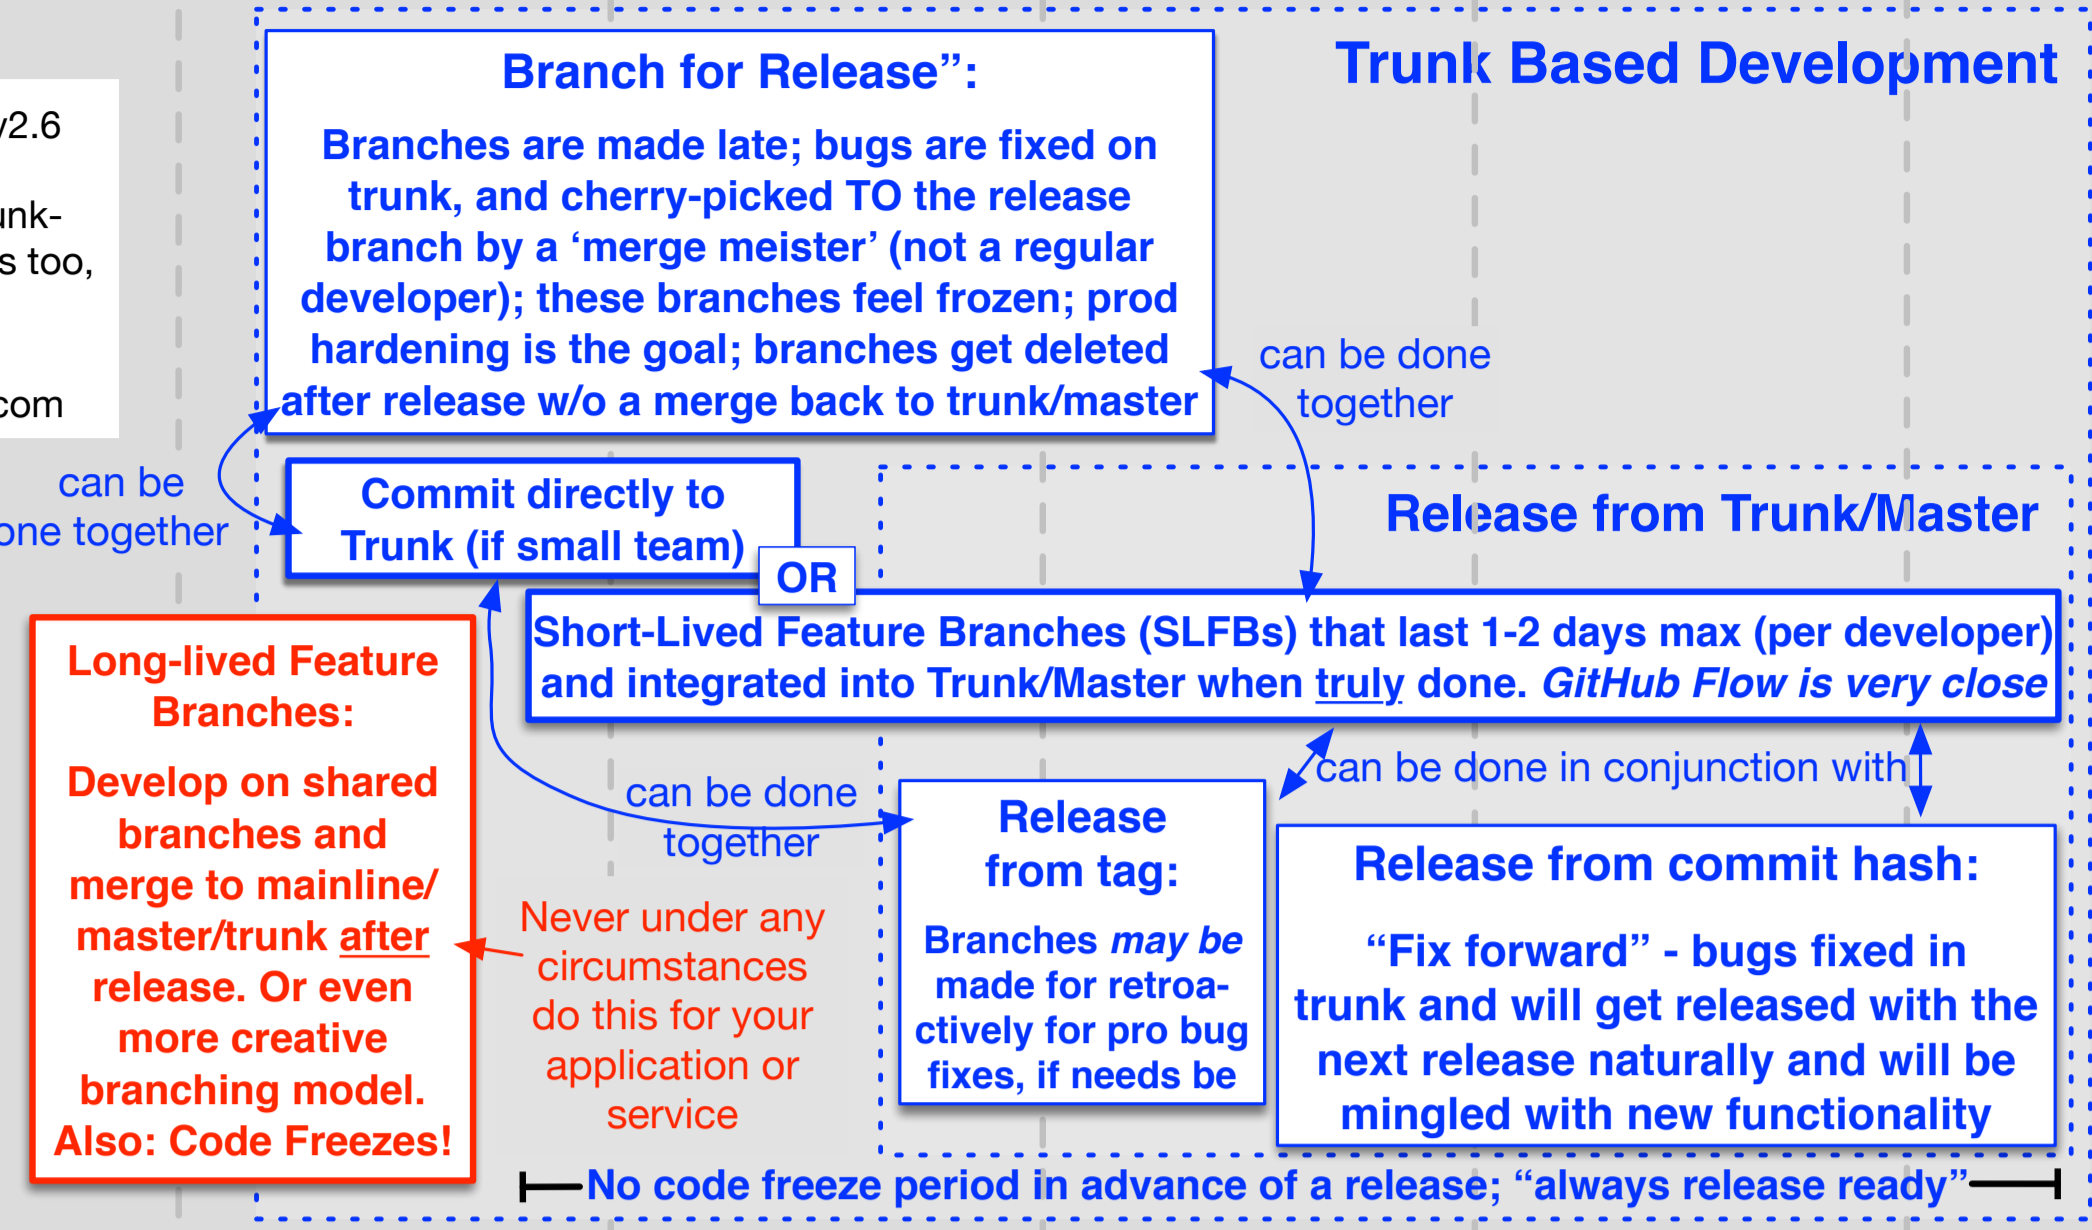 Trunk Based Development
Branch for Release”:
Branches are made late; bugs are fixed on
trunk, and cherry-picked TO the release
branch by a ‘merge meister’ (not a regular
developer); these branches feel frozen; prod
hardening is the goal; branches get deleted
after release w/o a merge back to trunk/master
v2.6
unk-
s too,
com
can be done
together
can be
one together
Commit directly to
Trunk (if small team)
OR
Release from Trunk/Master
Short-Lived Feature Branches (SLFBs) that last 1-2 days max (per developer)
and integrated into Trunk/Master when truly done. GitHub Flow is very close
Long-lived Feature
Branches:
Develop on shared
branches and
merge to mainline/
master/trunk after
release. Or even
more creative
branching model.
Also: Code Freezes!
Never under any
circumstances
do this for your
application or
service
can be done
together
can be done in conjunction with
Release
from tag:
Branches may be
made for retroa-
ctively for pro bug
fixes, if needs be
Release from commit hash:
“Fix forward” - bugs fixed in
trunk and will get released with the
next release naturally and will be
mingled with new functionality
No code freeze period in advance of a release; “always release ready”